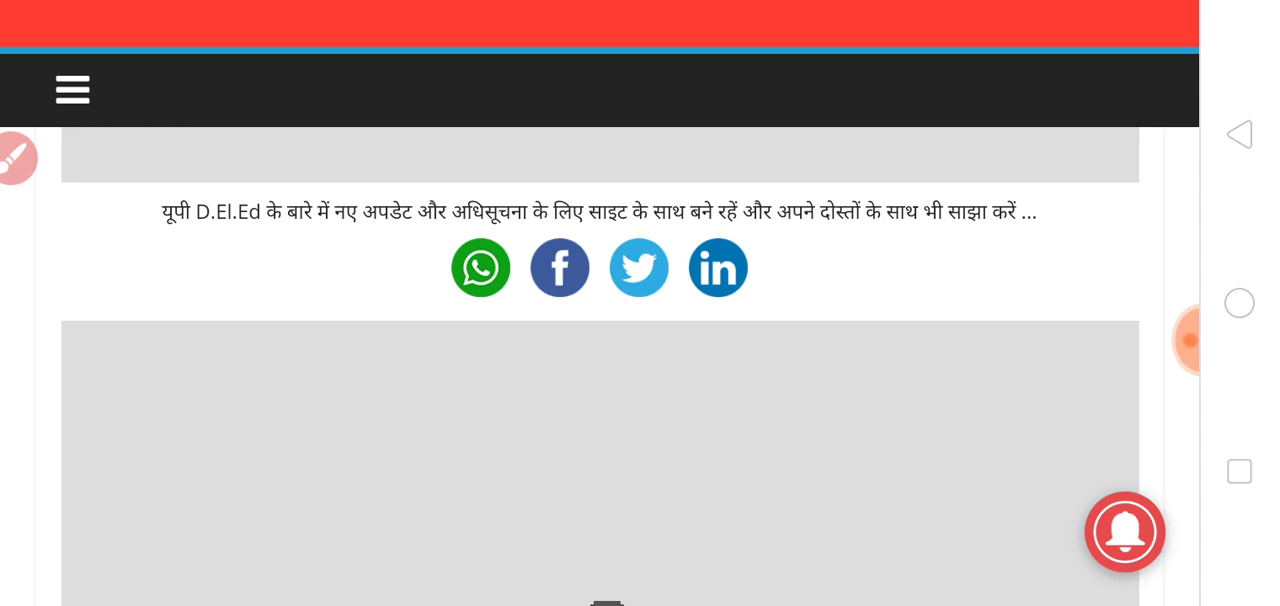 यूपी D.El.Ed के बारे में नए अपडेट और अधिसूचना के लिए साइट के साथ बने रहें और अपने दोस्तों के साथ भी साझा करें ...